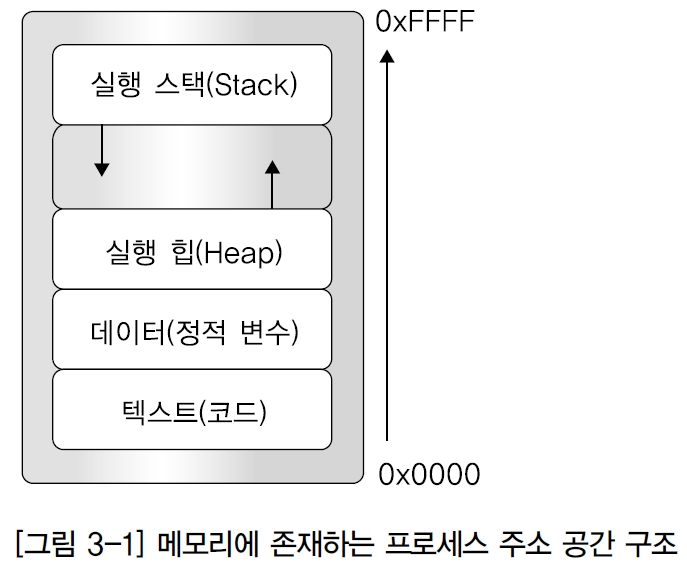 0xFFFF
실행 스택(Stack)
실행 힙(Heap)
데이터(정적 변수)
텍스트(코드)
0x0000
[그림 3-1] 메모리에 존재하는 프로세스 주소 공간 구조